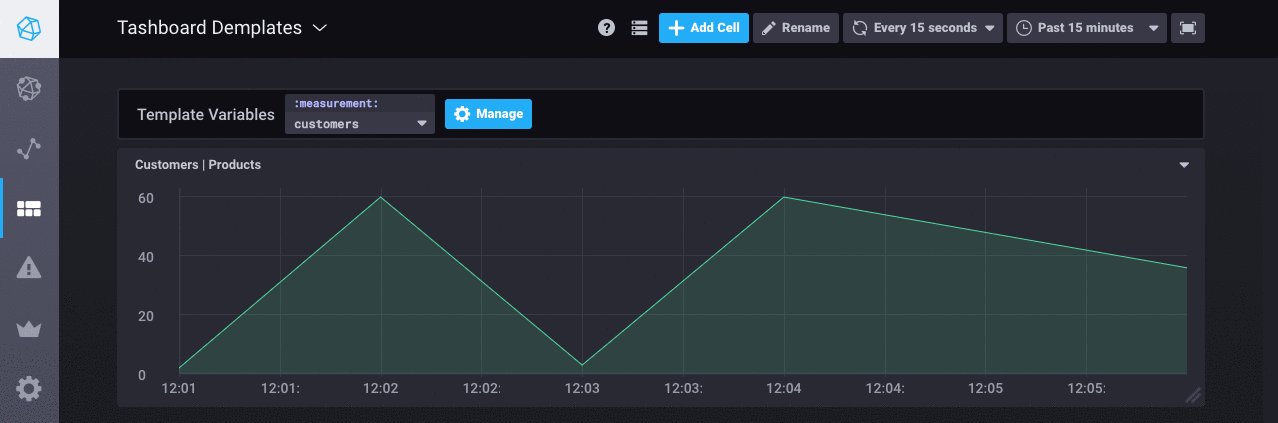 Tashboard Demplates
? Add Cell Rename Every 15 seconds Past 15 minutes
Template Variables
:measurement:
customers
Manage
Customers | Products
60
40
20
0
12:01 12:01: 12:02 12:02: 12:03 12:03: 12:04 12:04: 12:05 12:05: